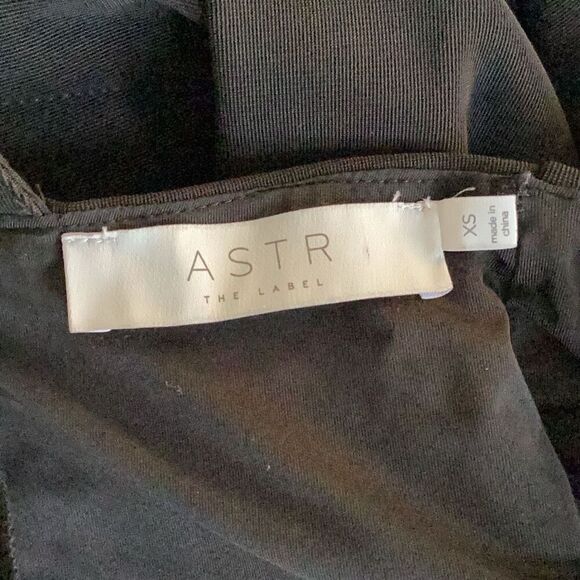 ASTR
THE LABEL
XS
made in
china